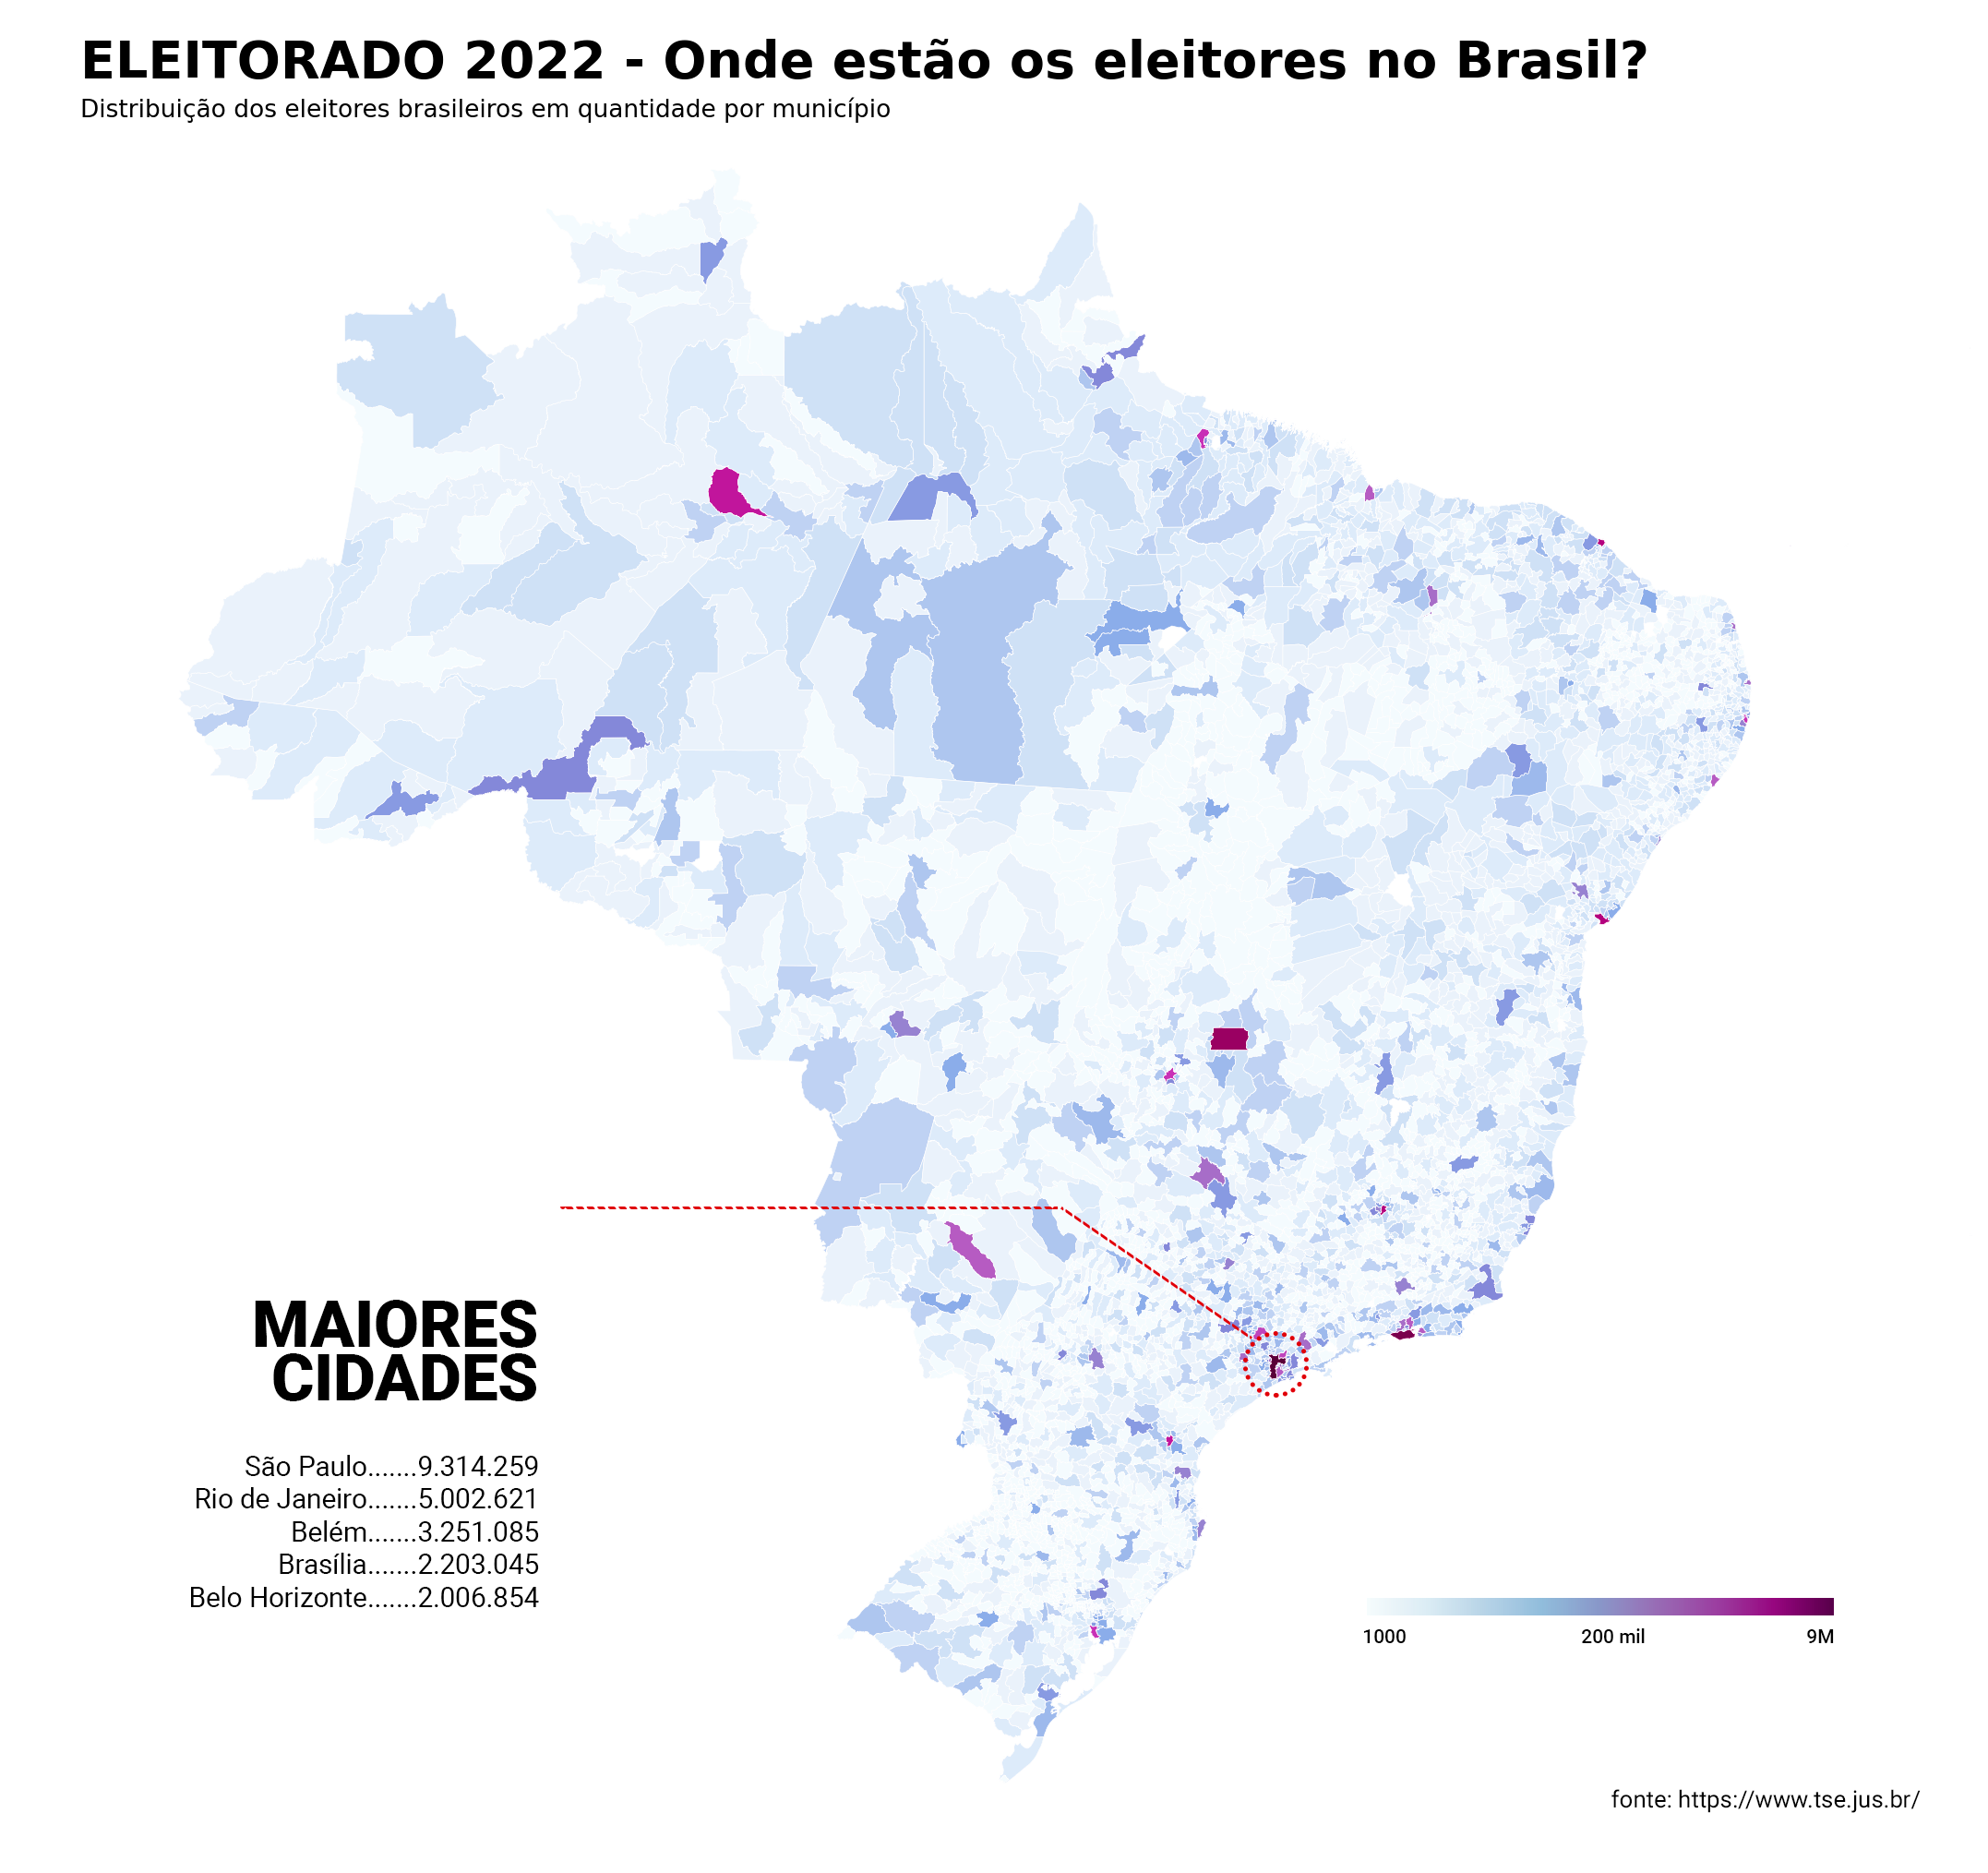 ELEITORADO 2022 - Onde estão os eleitores no Brasil?
Distribuição dos eleitores brasileiros em quantidade por município
MAIORES
CIDADES
São Paulo.......9.314.259
Rio de Janeiro.......5.002.621
Belém.......3.251.085
Brasília.......2.203.045
Belo Horizonte.......2.006.854
1000 200 mil 9M
fonte: https://www.tse.jus.br/